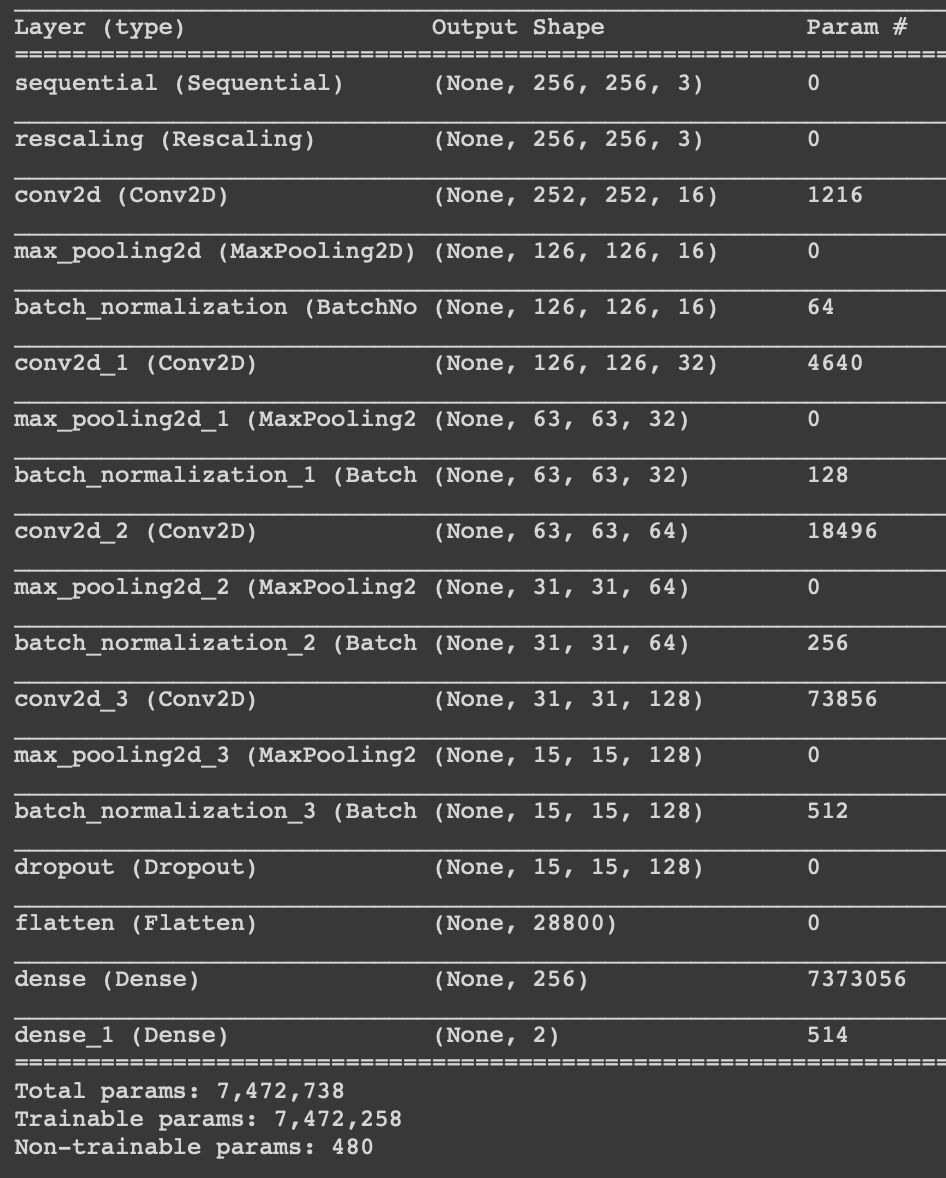 Layer (type) Output Shape Param #
sequential (Sequential) (None, 256, 256, 3) 0
rescaling (Rescaling) (None, 256, 256, 3) 0
conv2d (Conv2D) (None, 252, 252, 16) 1216
max_pooling2d (MaxPooling2D) (None, 126, 126, 16) 0
batch_normalization (BatchNo (None, 126, 126, 16) 64
conv2d_1 (Conv2D) (None, 126, 126, 32) 4640
max_pooling2d_1 (MaxPooling2 (None, 63, 63, 32) 0
batch_normalization_1 (Batch (None, 63, 63, 32) 128
conv2d_2 (Conv2D) (None, 63, 63, 64) 18496
max_pooling2d_2 (MaxPooling2 (None, 31, 31, 64) 0
batch_normalization_2 (Batch (None, 31, 31, 64) 256
conv2d_3 (Conv2D) (None, 31, 31, 128) 73856
max_pooling2d_3 (MaxPooling2 (None, 15, 15, 128) 0
batch_normalization_3 (Batch (None, 15, 15, 128) 512
dropout (Dropout) (None, 15, 15, 128) 0
flatten (Flatten) (None, 28800) 0
dense (Dense) (None, 256) 7373056
dense_1 (Dense) (None, 2) 514
Total params: 7,472,738
Trainable params: 7,472,258
Non-trainable params: 480